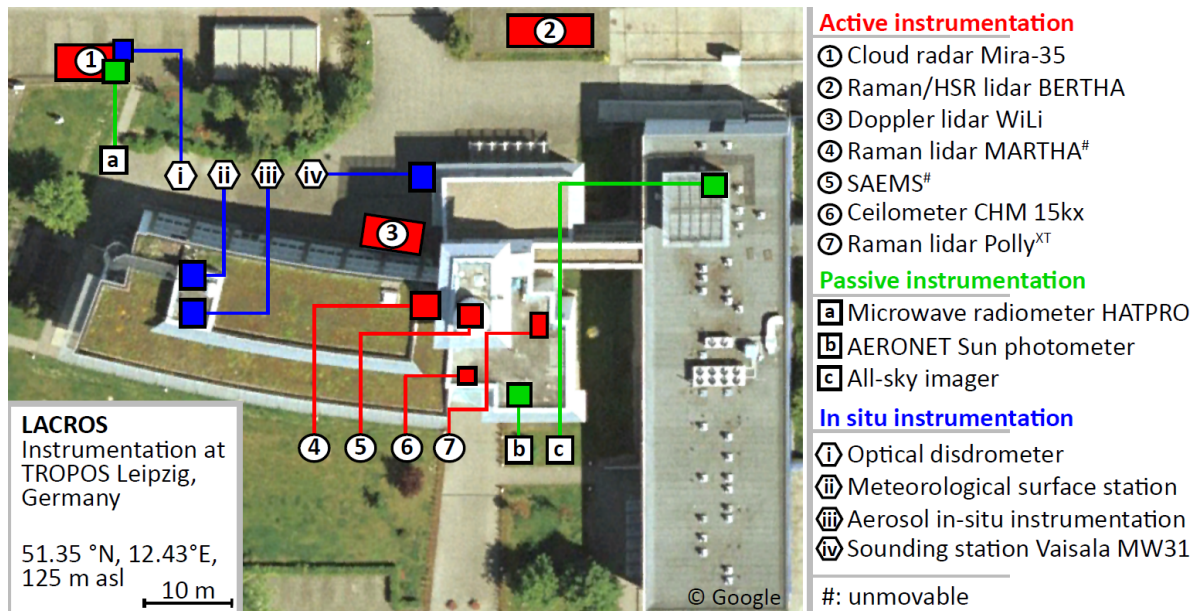 1
2
a
i
ii
iii
iv
3
4
5
6
7
b
c
LACROS
Instrumentation at
TROPOS Leipzig,
Germany
51.35 °N, 12.43°E,
125 m asl
10 m
© Google
Active instrumentation
1 Cloud radar Mira-35
2 Raman/HSR lidar BERTHA
3 Doppler lidar WiLi
4 Raman lidar MARTHA#
5 SAEMS#
6 Ceilometer CHM 15kx
7 Raman lidar PollyXT
Passive instrumentation
a Microwave radiometer HATPRO
b AERONET Sun photometer
c All-sky imager
In situ instrumentation
i Optical disdrometer
ii Meteorological surface station
iii Aerosol in-situ instrumentation
iv Sounding station Vaisala MW31
#: unmovable